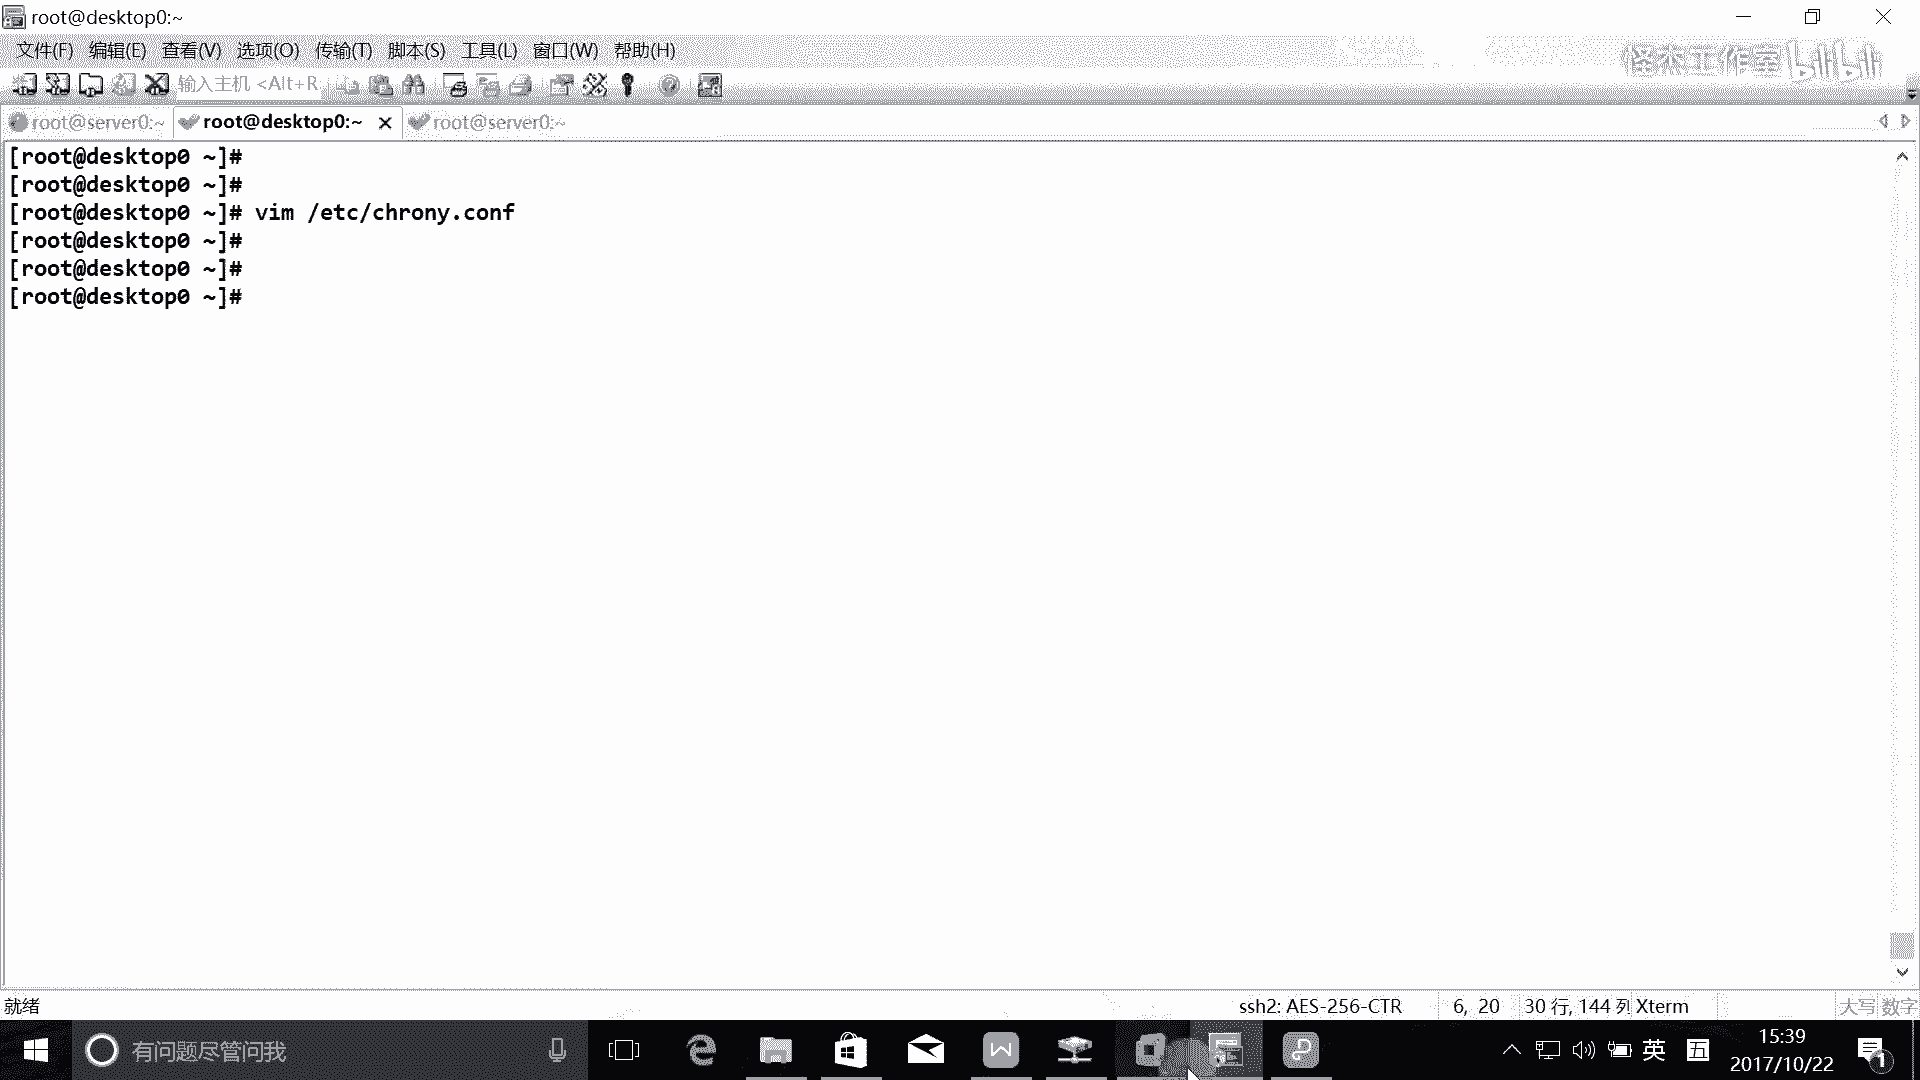 root@desktop0:~
文件(F) 编辑(E) 查看(V) 选项(O) 传输(T) 脚本(S) 工具(L) 窗口(W) 帮助(H)
输入主机 <Alt+R
怪杰工作室 bilibili
root@server0:~ root@desktop0:~ root@server0:~
[root@desktop0 ~]#
[root@desktop0 ~]#
[root@desktop0 ~]# vim /etc/chrony.conf
[root@desktop0 ~]#
[root@desktop0 ~]#
[root@desktop0 ~]#
就绪 ssh2: AES-256-CTR 6, 20 30 行, 144 列 Xterm 大写 数字
有问题尽管问我 英 五 15:39
2017/10/22 1